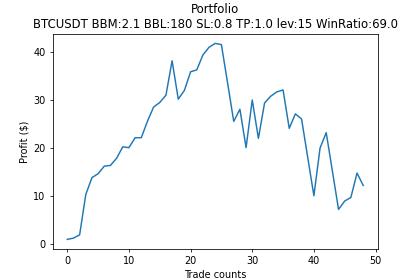 Portfolio
BTCUSDT BBM:2.1 BBL:180 SL:0.8 TP:1.0 lev:15 WinRatio:69.0
40
30
20
10
0
Profit ($)
0 10 20 30 40 50
Trade counts